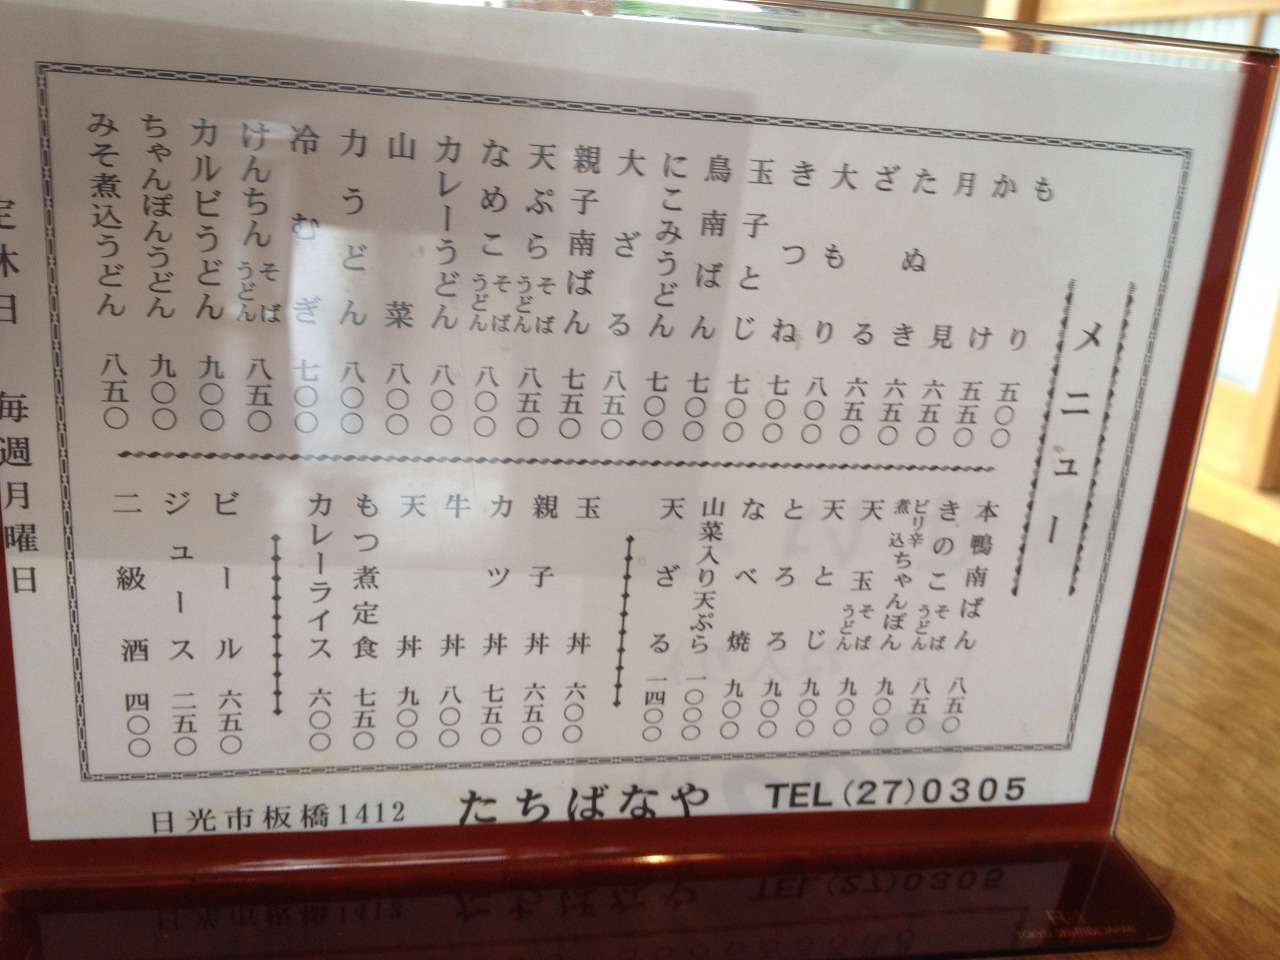 メニュー
もり 五〇〇
かけ 五五〇
月見 六五〇
たぬき 六五〇
ざる 六五〇
大もり 八〇〇
きつね 七〇〇
玉子とじ 七〇〇
鳥南ばん 七〇〇
にこみうどん 七〇〇
大ざる 八五〇
親子南ばん 七五〇
天ぷら そば うどん 八五〇
なめこ そば うどん 八〇〇
カレーうどん 八〇〇
山菜 八〇〇
力うどん 八〇〇
冷むぎ 七〇〇
けんちん そば うどん 八五〇
カルビうどん 九〇〇
ちゃんぽんうどん 九〇〇
みそ煮込うどん 八五〇
本鴨南ばん 八五〇
きのこ そば うどん 八五〇
ピリ辛煮込ちゃんぽん 九〇〇
天玉 そば うどん 九〇〇
天とじ 九〇〇
とろろ 九〇〇
なべ焼 九〇〇
山菜入り天ぷら 一〇〇〇
天ざる 一四〇〇
玉丼 六〇〇
親子丼 六五〇
カツ丼 七五〇
牛丼 八〇〇
天丼 九〇〇
もつ煮定食 七五〇
カレーライス 六〇〇
ビール 六五〇
ジュース 二五〇
二級酒 四〇〇
定休日 毎週月曜日
日光市板橋1412 たちばなや TEL(27)0305